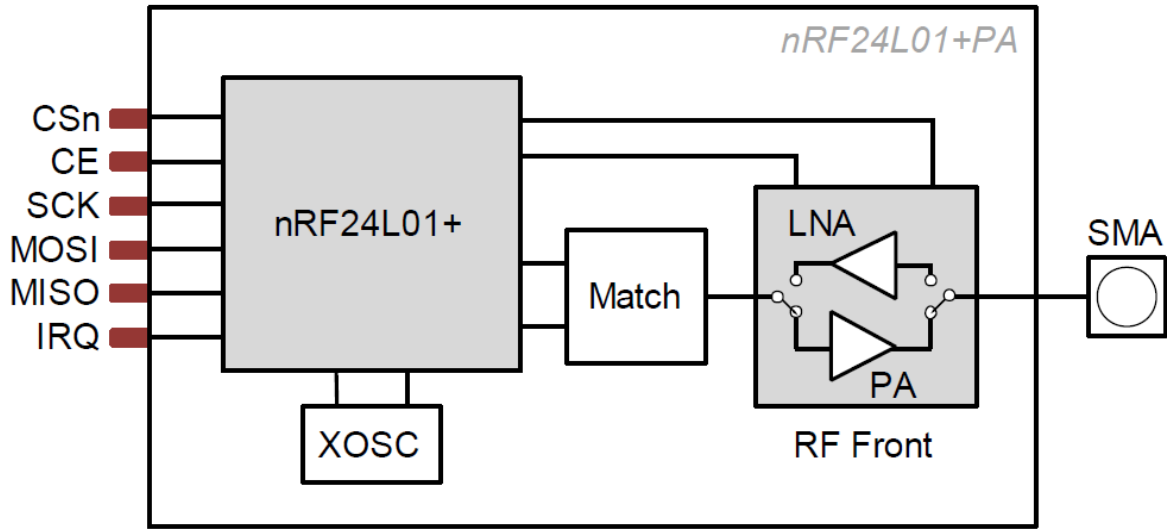 nRF24L01+PA
CSn
CE
SCK
MOSI
MISO
IRQ
nRF24L01+
XOSC
Match
LNA
PA
RF Front
SMA